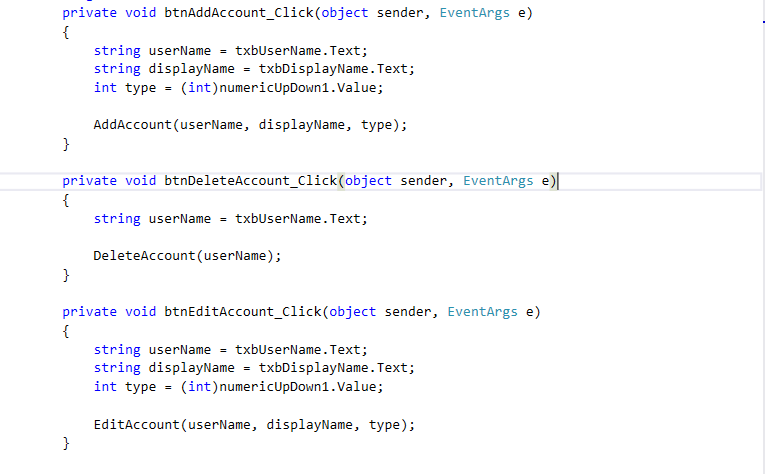 private void btnAddAccount_Click(object sender, EventArgs e)
{
    string userName = txbUserName.Text;
    string displayName = txbDisplayName.Text;
    int type = (int)numericUpDown1.Value;

    AddAccount(userName, displayName, type);
}

private void btnDeleteAccount_Click(object sender, EventArgs e)
{
    string userName = txbUserName.Text;

    DeleteAccount(userName);
}

private void btnEditAccount_Click(object sender, EventArgs e)
{
    string userName = txbUserName.Text;
    string displayName = txbDisplayName.Text;
    int type = (int)numericUpDown1.Value;

    EditAccount(userName, displayName, type);
}